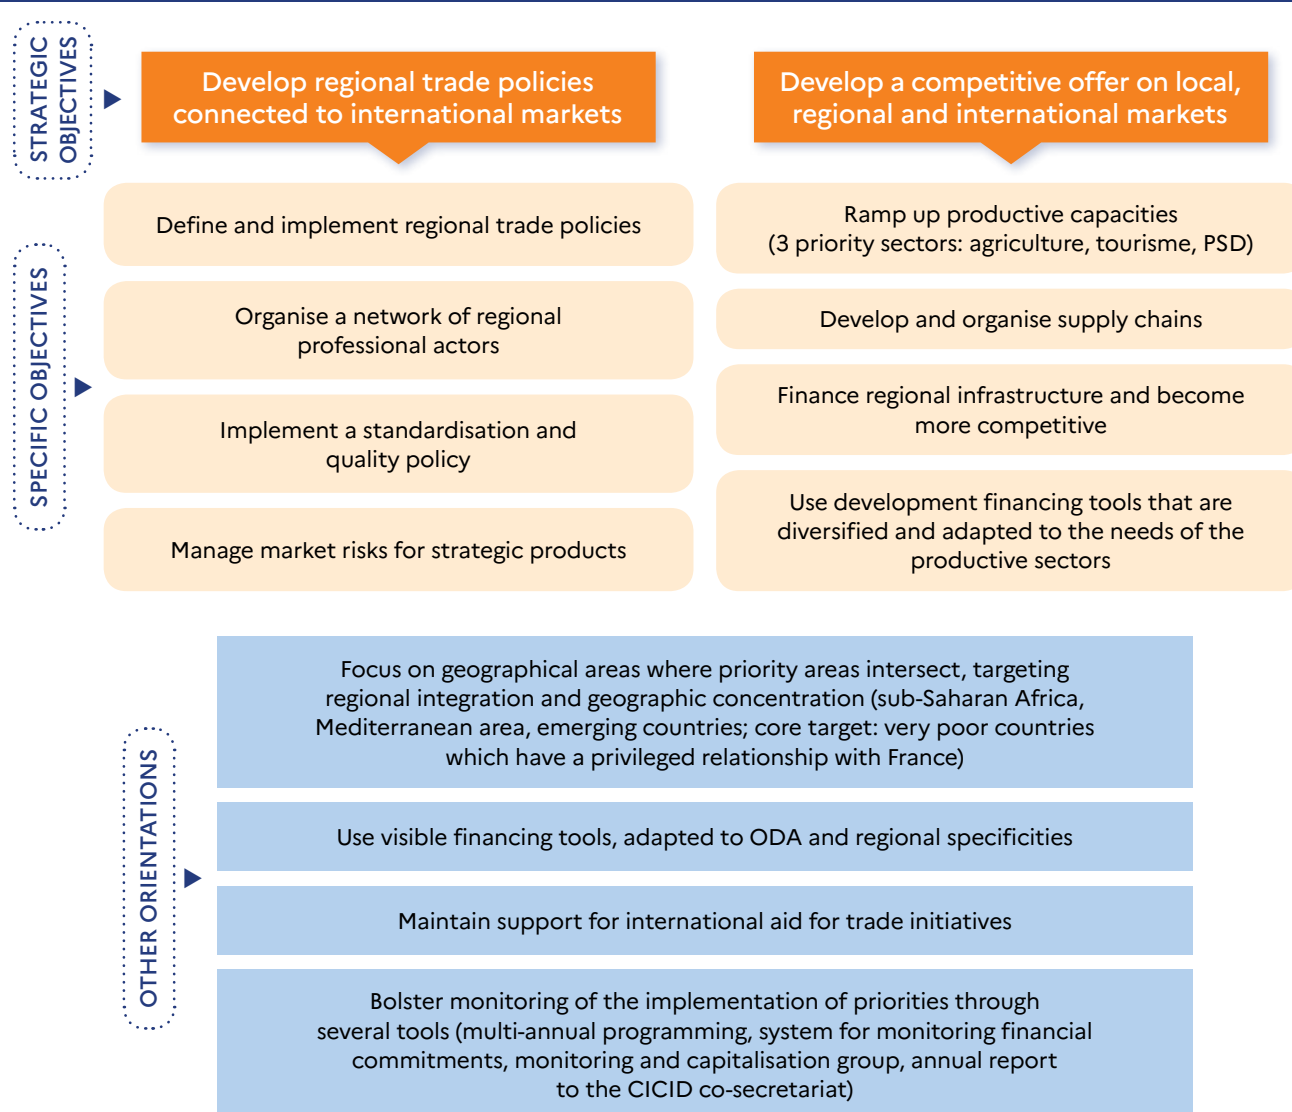 STRATEGIC
OBJECTIVES
Develop regional trade policies
connected to international markets
Develop a competitive offer on local,
regional and international markets
SPECIFIC OBJECTIVES
Define and implement regional trade policies
Organise a network of regional
professional actors
Implement a standardisation and
quality policy
Manage market risks for strategic products
Ramp up productive capacities
(3 priority sectors: agriculture, tourisme, PSD)
Develop and organise supply chains
Finance regional infrastructure and become
more competitive
Use development financing tools that are
diversified and adapted to the needs of the
productive sectors
OTHER ORIENTATIONS
Focus on geographical areas where priority areas intersect, targeting
regional integration and geographic concentration (sub-Saharan Africa,
Mediterranean area, emerging countries; core target: very poor countries
which have a privileged relationship with France)
Use visible financing tools, adapted to ODA and regional specificities
Maintain support for international aid for trade initiatives
Bolster monitoring of the implementation of priorities through
several tools (multi-annual programming, system for monitoring financial
commitments, monitoring and capitalisation group, annual report
to the CICID co-secretariat)